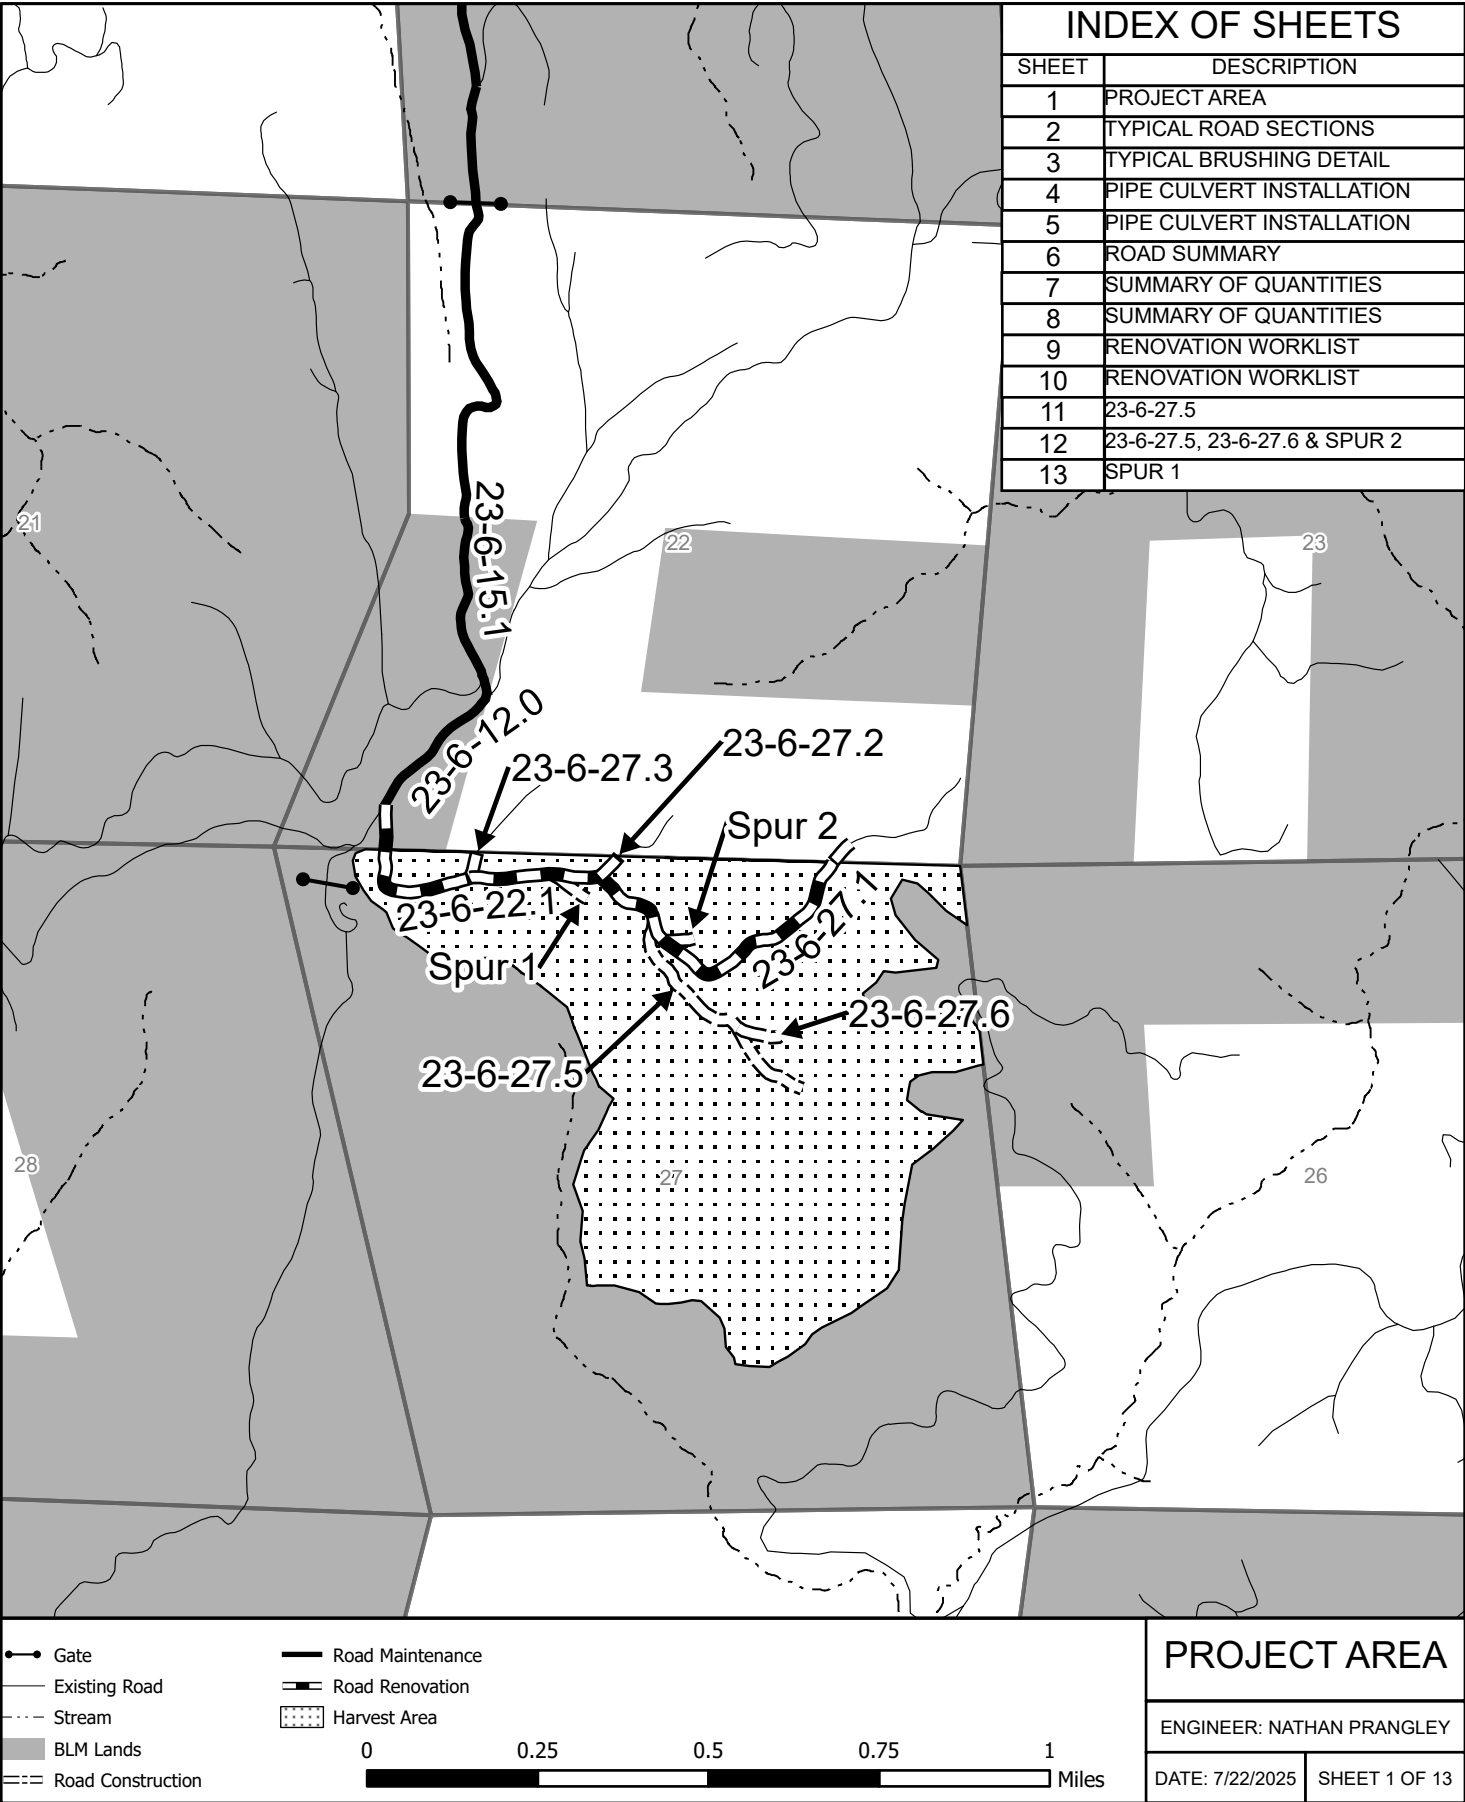 INDEX OF SHEETS
SHEET DESCRIPTION
1 PROJECT AREA
2 TYPICAL ROAD SECTIONS
3 TYPICAL BRUSHING DETAIL
4 PIPE CULVERT INSTALLATION
5 PIPE CULVERT INSTALLATION
6 ROAD SUMMARY
7 SUMMARY OF QUANTITIES
8 SUMMARY OF QUANTITIES
9 RENOVATION WORKLIST
10 RENOVATION WORKLIST
11 23-6-27.5
12 23-6-27.5, 23-6-27.6 & SPUR 2
13 SPUR 1
21
22
23
23-6-15.1
23-6-12.0
23-6-27.2
23-6-27.3
Spur 2
23-6-22.1
23-6-27.1
Spur 1
23-6-27.6
23-6-27.5
28
27
26
Gate
Existing Road
Stream
BLM Lands
Road Construction
Road Maintenance
Road Renovation
Harvest Area
0 0.25 0.5 0.75 1
Miles
PROJECT AREA
ENGINEER: NATHAN PRANGLEY
DATE: 7/22/2025 SHEET 1 OF 13